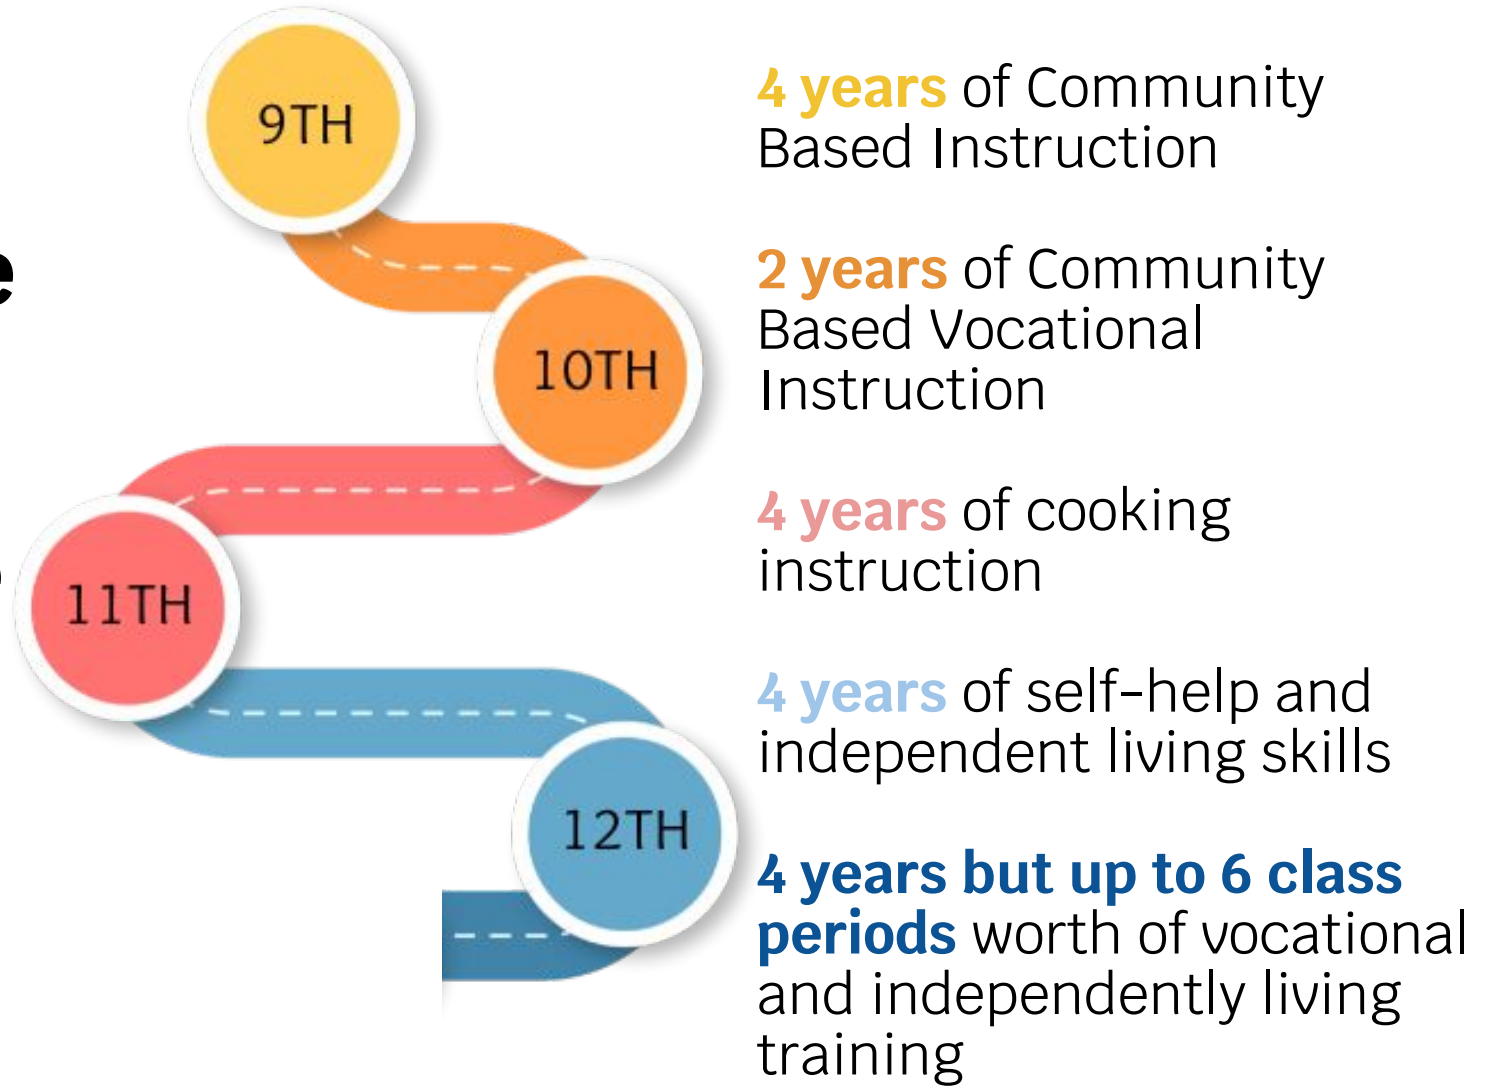 9TH
10TH
11TH
12TH
4 years of Community
Based Instruction
2 years of Community
Based Vocational
Instruction
4 years of cooking
instruction
4 years of self-help and
independent living skills
4 years but up to 6 class
periods worth of vocational
and independently living
training